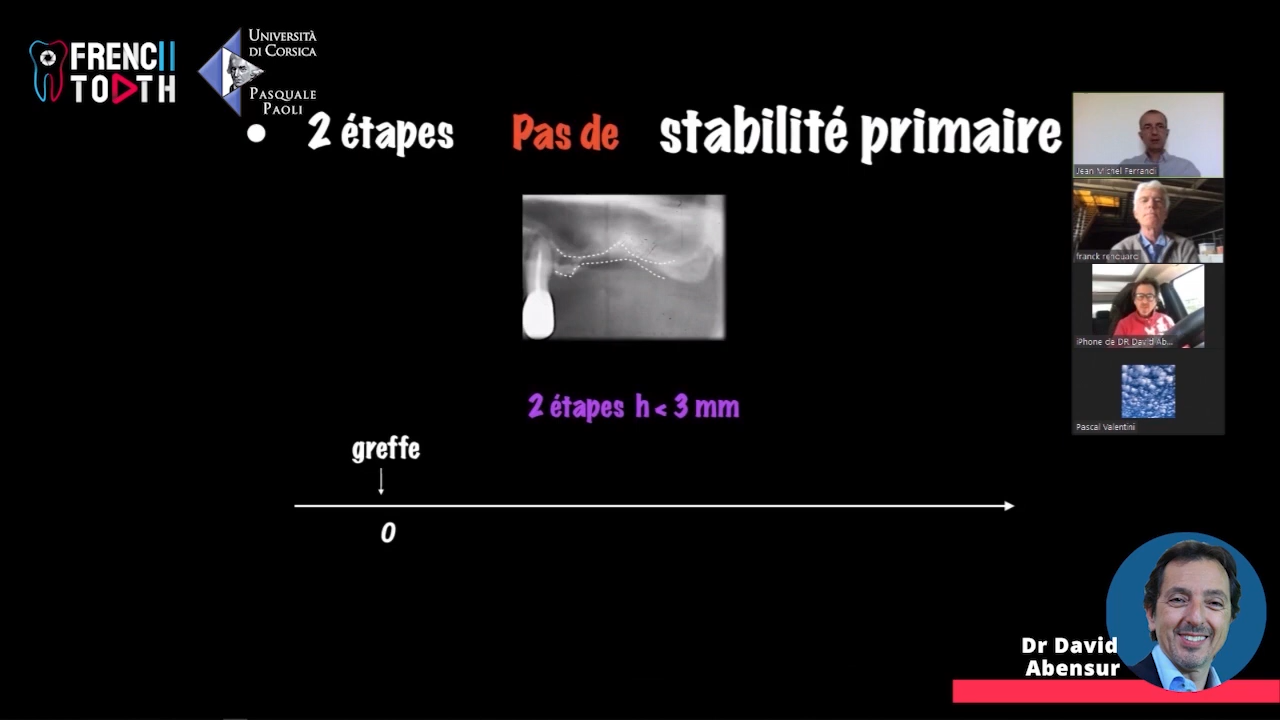 FRENCH TOOTH
UNIVERSITÀ
DI CORSICA
PASQUALE
PAOLI
• 2 étapes Pas de stabilité primaire
Jean Michel Ferrandi
franck renouard
iPhone de DR David Ab...
Pascal Valentini
2 étapes h < 3 mm
greffe
0
Dr David
Abensur